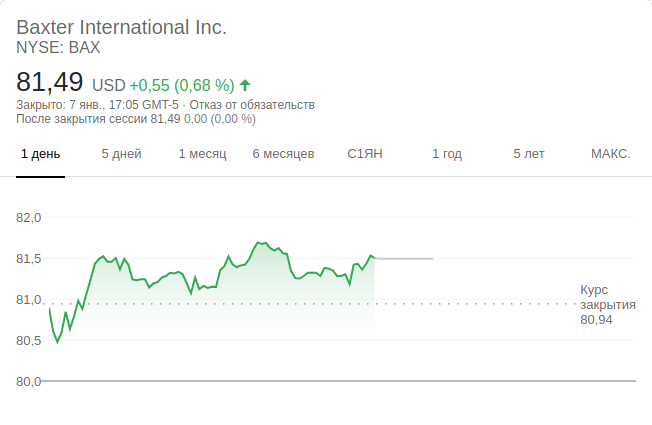 Baxter International Inc.
NYSE: BAX
81,49 USD +0,55 (0,68 %)
Закрыто: 7 янв., 17:05 GMT-5 · Отказ от обязательств
После закрытия сессии 81,49 0,00 (0,00 %)
1 день 5 дней 1 месяц 6 месяцев С1ЯН 1 год 5 лет МАКС.
82,0
81,5
81,0
80,5
80,0
Курс
закрытия
80,94